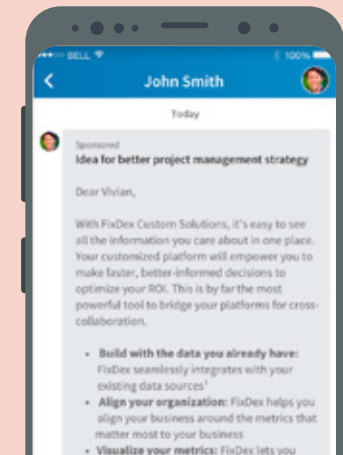 BELL
100%
John Smith
Today
Sponsored
Idea for better project management strategy
Dear Vivian,
With FixDex Custom Solutions, it's easy to see
all the information you care about in one place.
Your customized platform will empower you to
make faster, better-informed decisions to
optimize your ROI. This is by far the most
powerful tool to bridge your platforms for cross-
collaboration.
• Build with the data you already have:
FixDex seamlessly integrates with your
existing data sources¹
• Align your organization: FixDex helps you
align your business around the metrics that
matter most to your business
• Visualize your metrics: FixDex lets you